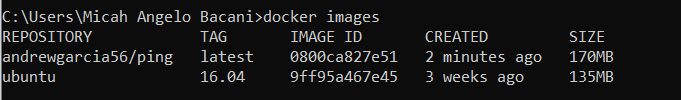 C:\Users\Micah Angelo Bacani>docker images
REPOSITORY TAG IMAGE ID CREATED SIZE
andrewgarcia56/ping latest 0800ca827e51 2 minutes ago 170MB
ubuntu 16.04 9ff95a467e45 3 weeks ago 135MB